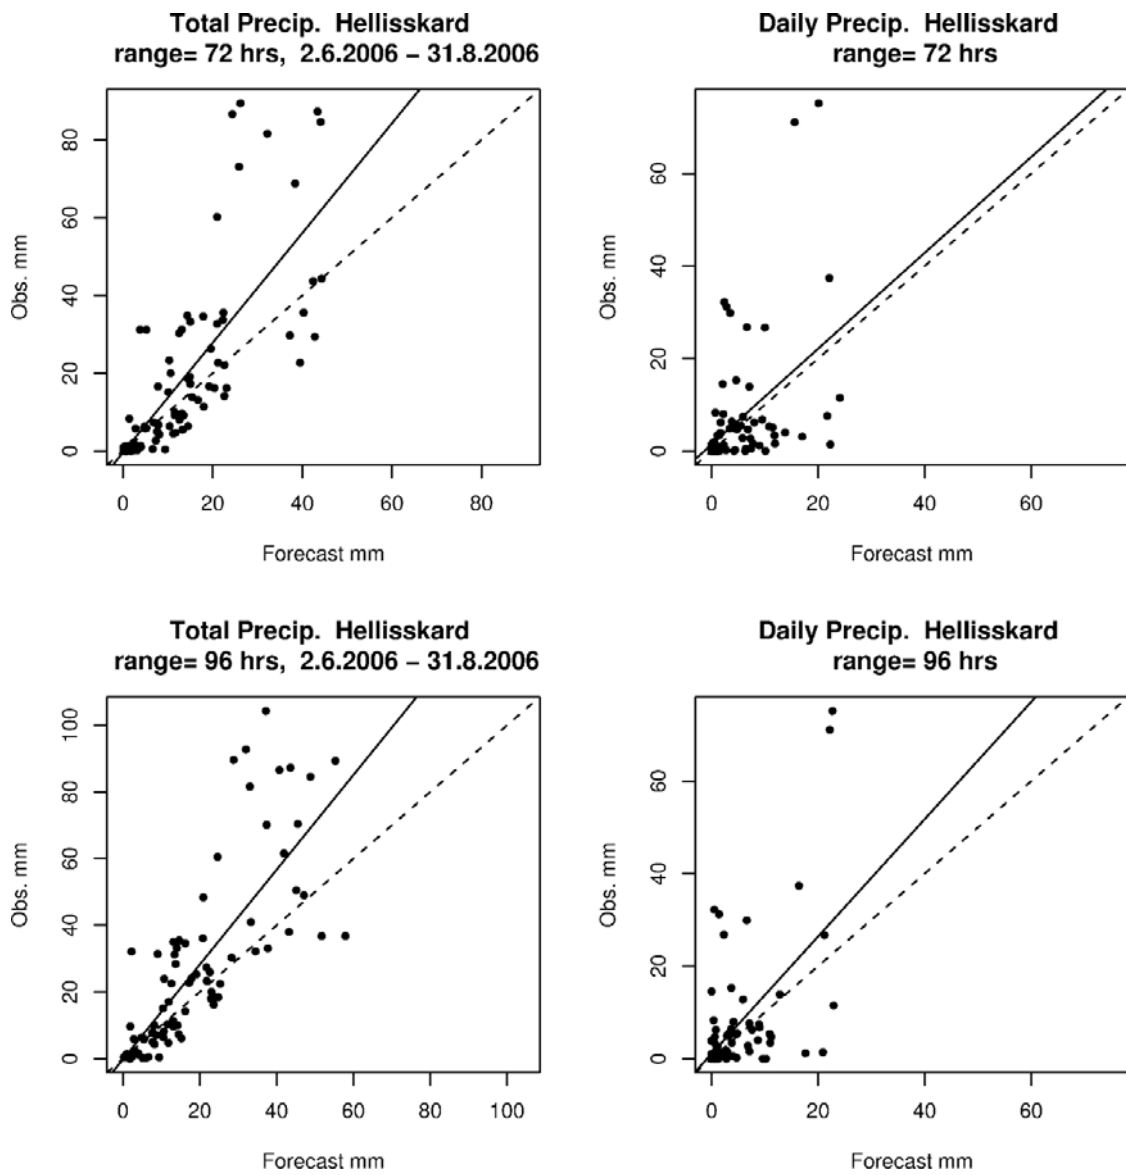 Total Precip. Hellisskard
range= 72 hrs, 2.6.2006 − 31.8.2006
Obs. mm
80
60
40
20
0
0 20 40 60 80
Forecast mm
Daily Precip. Hellisskard
range= 72 hrs
Obs. mm
60
40
20
0
0 20 40 60
Forecast mm
Total Precip. Hellisskard
range= 96 hrs, 2.6.2006 − 31.8.2006
Obs. mm
100
80
60
40
20
0
0 20 40 60 80 100
Forecast mm
Daily Precip. Hellisskard
range= 96 hrs
Obs. mm
60
40
20
0
0 20 40 60
Forecast mm